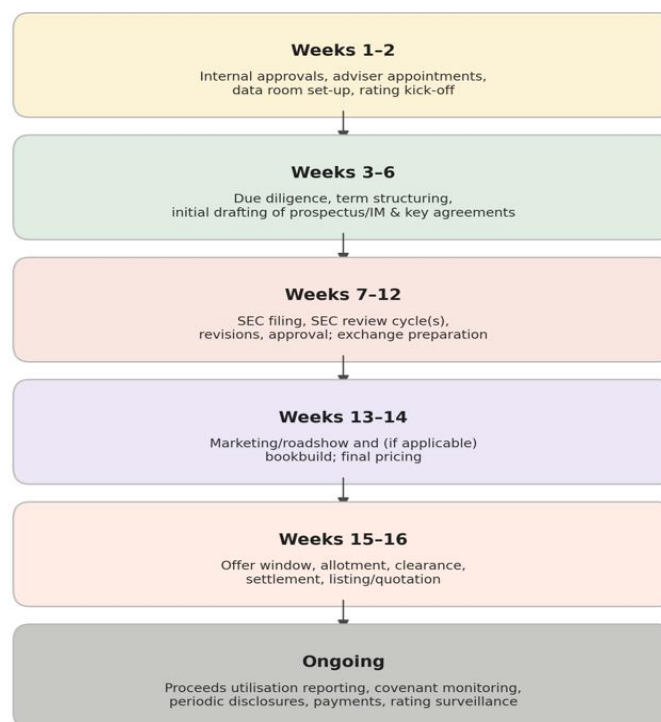 Weeks 1–2
Internal approvals, adviser appointments,
data room set-up, rating kick-off
Weeks 3–6
Due diligence, term structuring,
initial drafting of prospectus/IM & key agreements
Weeks 7–12
SEC filing, SEC review cycle(s),
revisions, approval; exchange preparation
Weeks 13–14
Marketing/roadshow and (if applicable)
bookbuild; final pricing
Weeks 15–16
Offer window, allotment, clearance,
settlement, listing/quotation
Ongoing
Proceeds utilisation reporting, covenant monitoring,
periodic disclosures, payments, rating surveillance